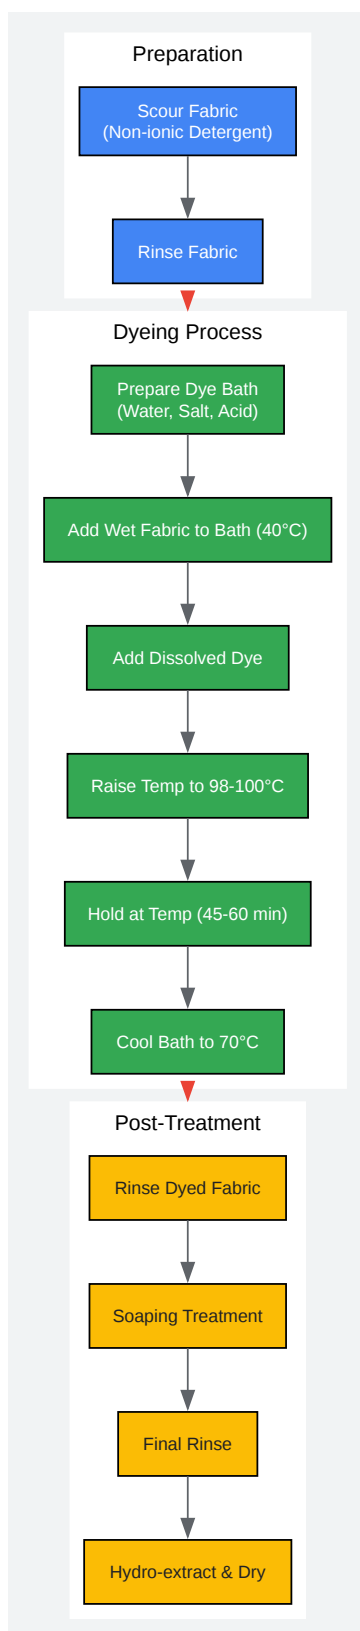 Preparation
Scour Fabric
(Non-ionic Detergent)
Rinse Fabric
Dyeing Process
Prepare Dye Bath
(Water, Salt, Acid)
Add Wet Fabric to Bath (40°C)
Add Dissolved Dye
Raise Temp to 98-100°C
Hold at Temp (45-60 min)
Cool Bath to 70°C
Post-Treatment
Rinse Dyed Fabric
Soaping Treatment
Final Rinse
Hydro-extract & Dry